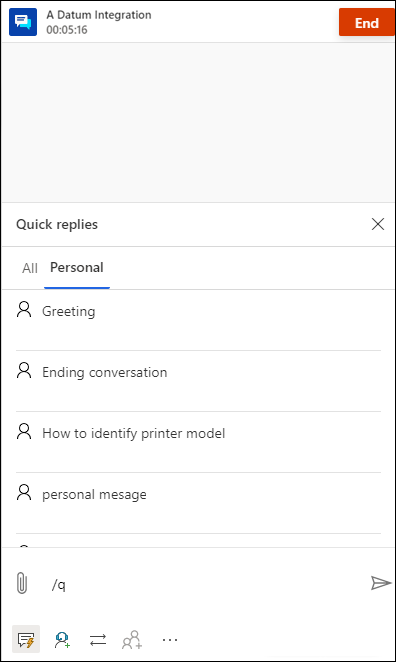 A Datum Integration
00:05:16
End
Quick replies
All Personal
Greeting
Ending conversation
How to identify printer model
personal mesage
/q